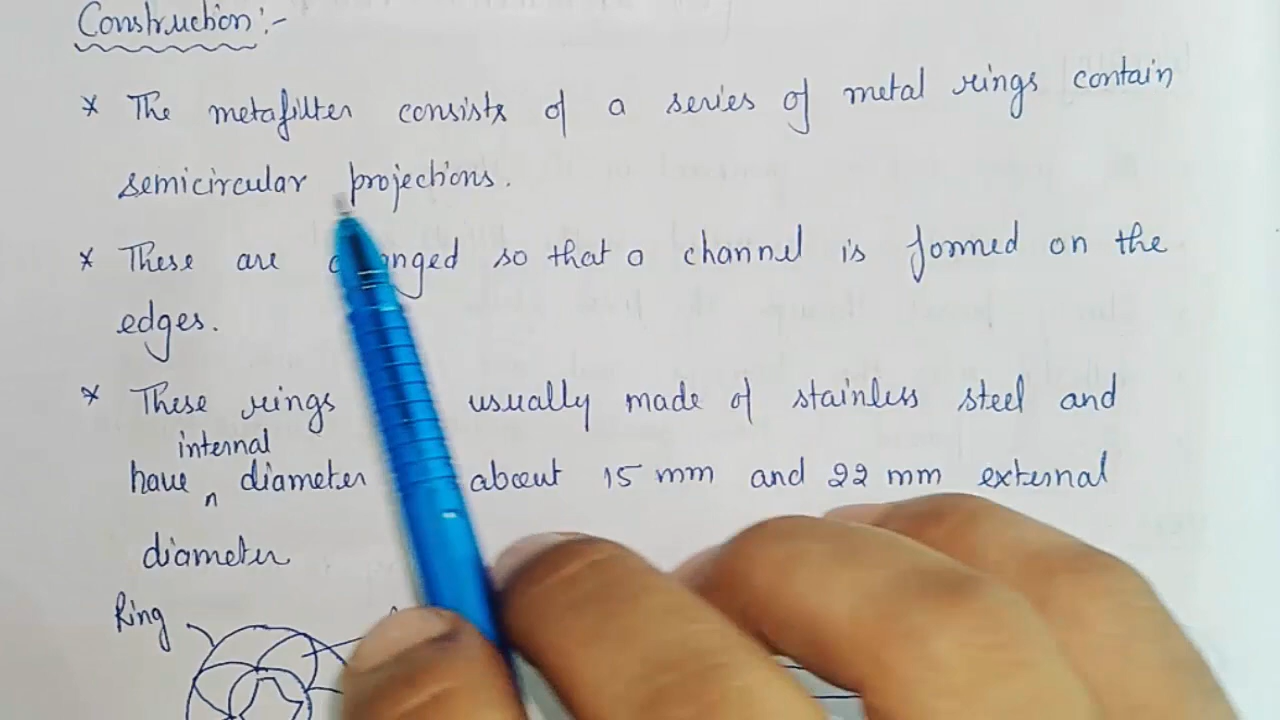 Construction :-
* The metafilter consists of a series of metal rings contain
semicircular projections.
* These are so that a channel is formed on the
edges.
* These rings usually made of stainless steel and
internal
have diameter about 15 mm and 22 mm external
diameter
Ring